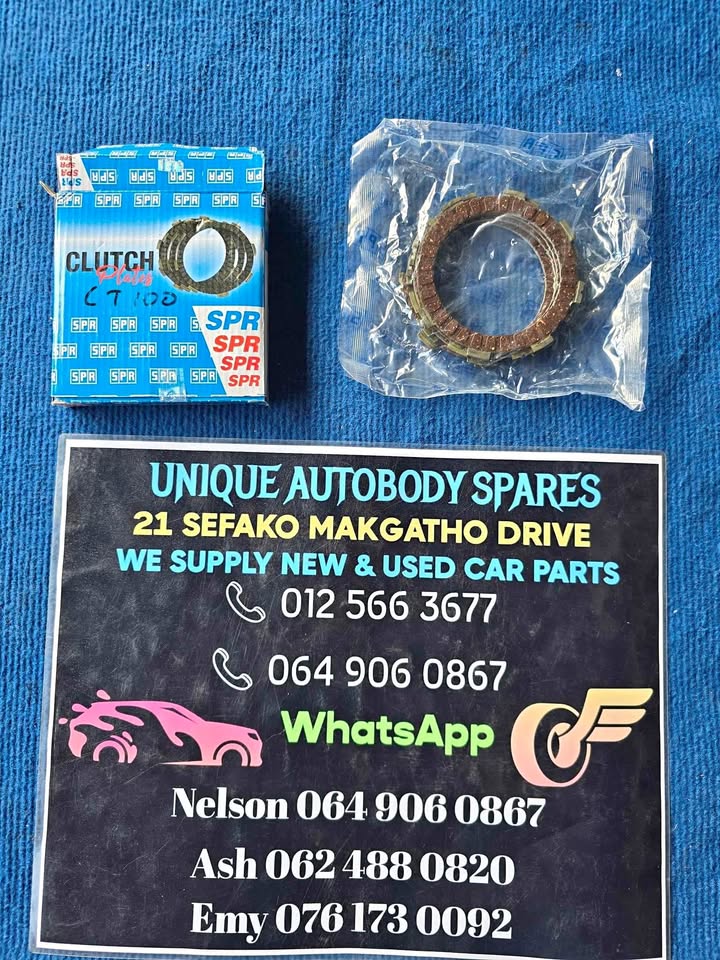 SPR
CLUTCH
Plates
CT 100
SPR
SPR
SPR
SPR
UNIQUE AUTOBODY SPARES
21 SEFAKO MAKGATHO DRIVE
WE SUPPLY NEW & USED CAR PARTS
012 566 3677
064 906 0867
WhatsApp
Nelson 064 906 0867
Ash 062 488 0820
Emy 076 173 0092